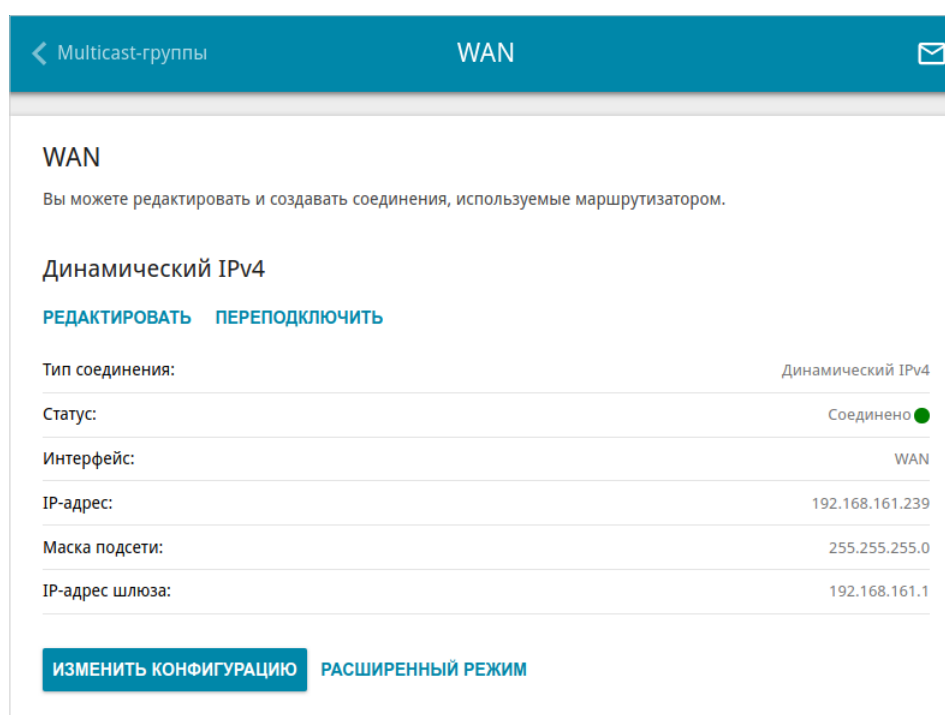 Multicast-группы WAN
WAN
Вы можете редактировать и создавать соединения, используемые маршрутизатором.
Динамический IPv4
РЕДАКТИРОВАТЬ ПЕРЕПОДКЛЮЧИТЬ
Тип соединения: Динамический IPv4
Статус: Соединено
Интерфейс: WAN
IP-адрес: 192.168.161.239
Маска подсети: 255.255.255.0
IP-адрес шлюза: 192.168.161.1
ИЗМЕНИТЬ КОНФИГУРАЦИЮ РАСШИРЕННЫЙ РЕЖИМ